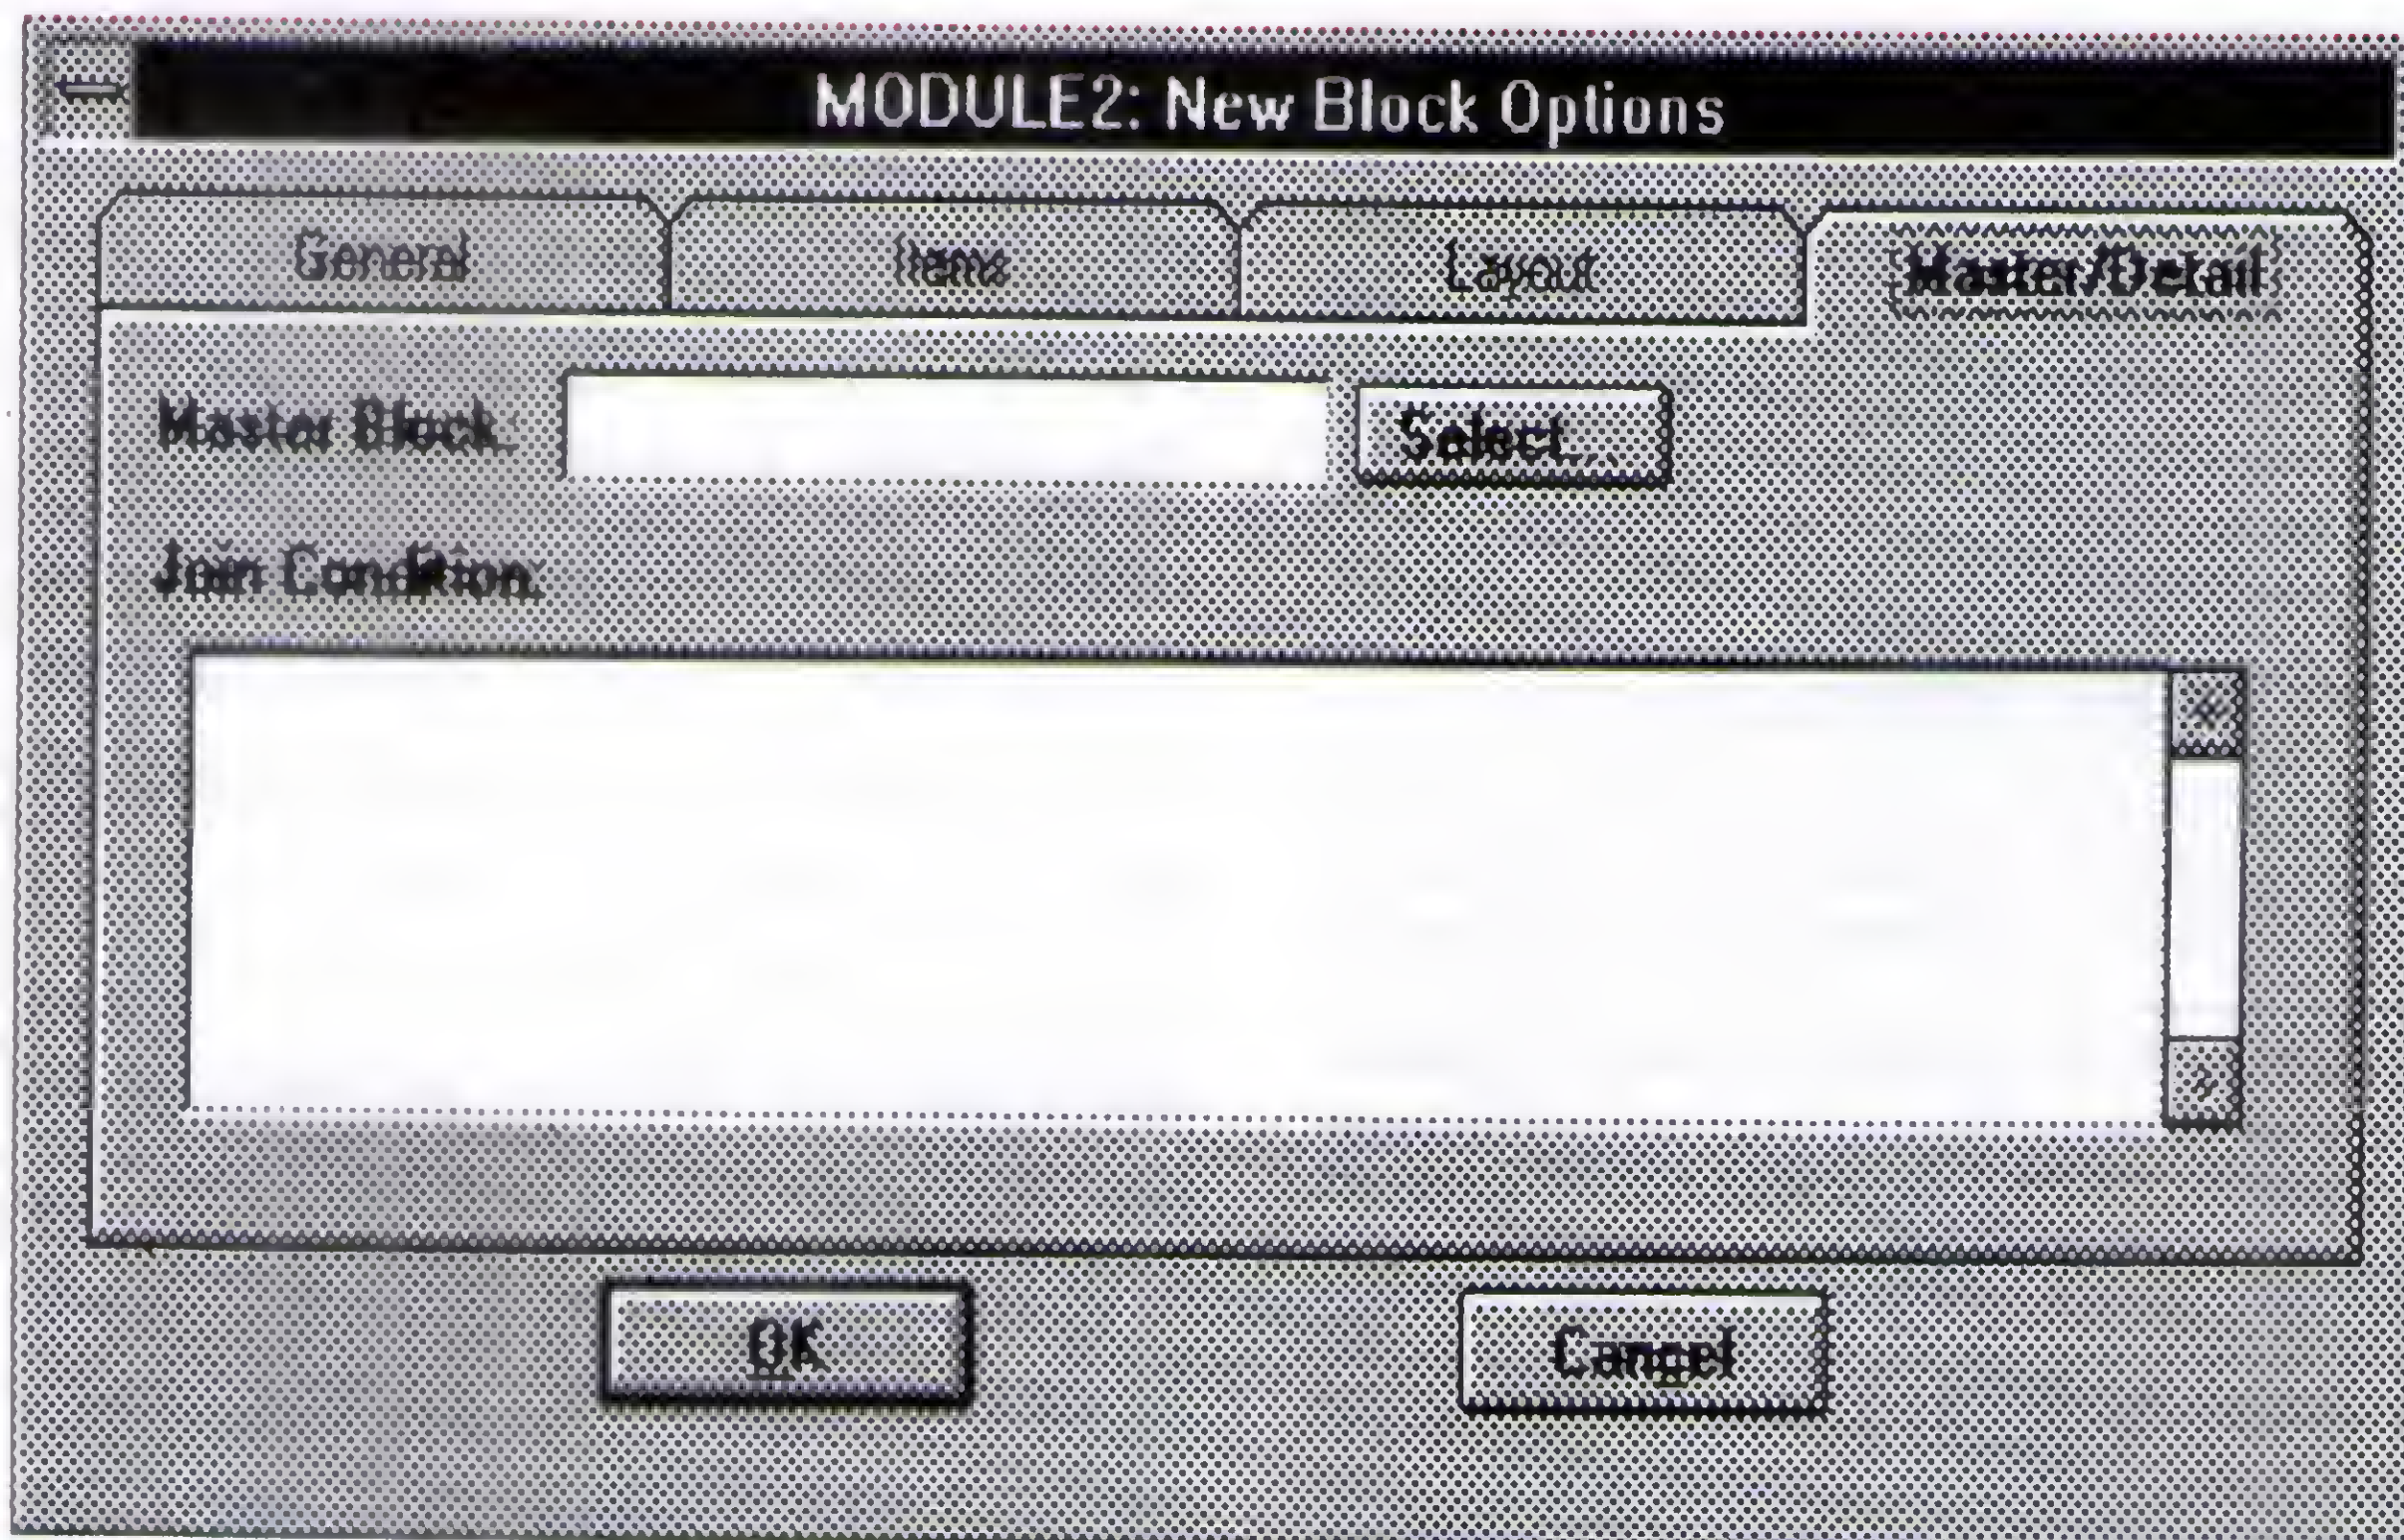 MODULE2: New Block Options
General Items Layout Master/Detail
Master Block: Select...
Join Condition:
OK Cancel